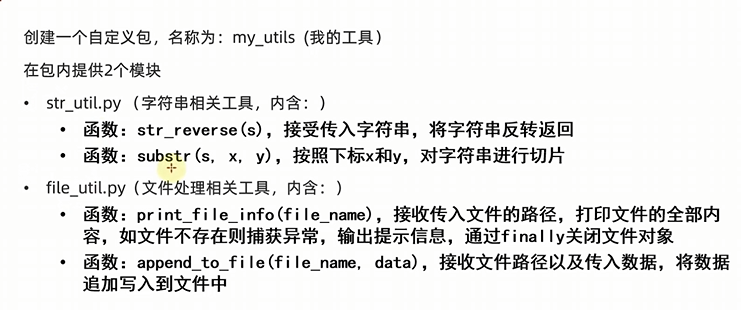 创建一个自定义包，名称为：my_utils（我的工具）
在包内提供2个模块
• str_util.py（字符串相关工具，内含：）
• 函数：str_reverse(s)，接受传入字符串，将字符串反转返回
• 函数：substr(s, x, y)，按照下标x和y，对字符串进行切片
• file_util.py（文件处理相关工具，内含：）
• 函数：print_file_info(file_name)，接收传入文件的路径，打印文件的全部内
容，如文件不存在则捕获异常，输出提示信息，通过finally关闭文件对象
• 函数：append_to_file(file_name, data)，接收文件路径以及传入数据，将数据
追加写入到文件中